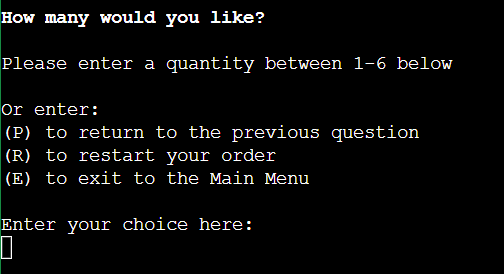 How many would you like?
Please enter a quantity between 1-6 below
Or enter:
(P) to return to the previous question
(R) to restart your order
(E) to exit to the Main Menu
Enter your choice here: